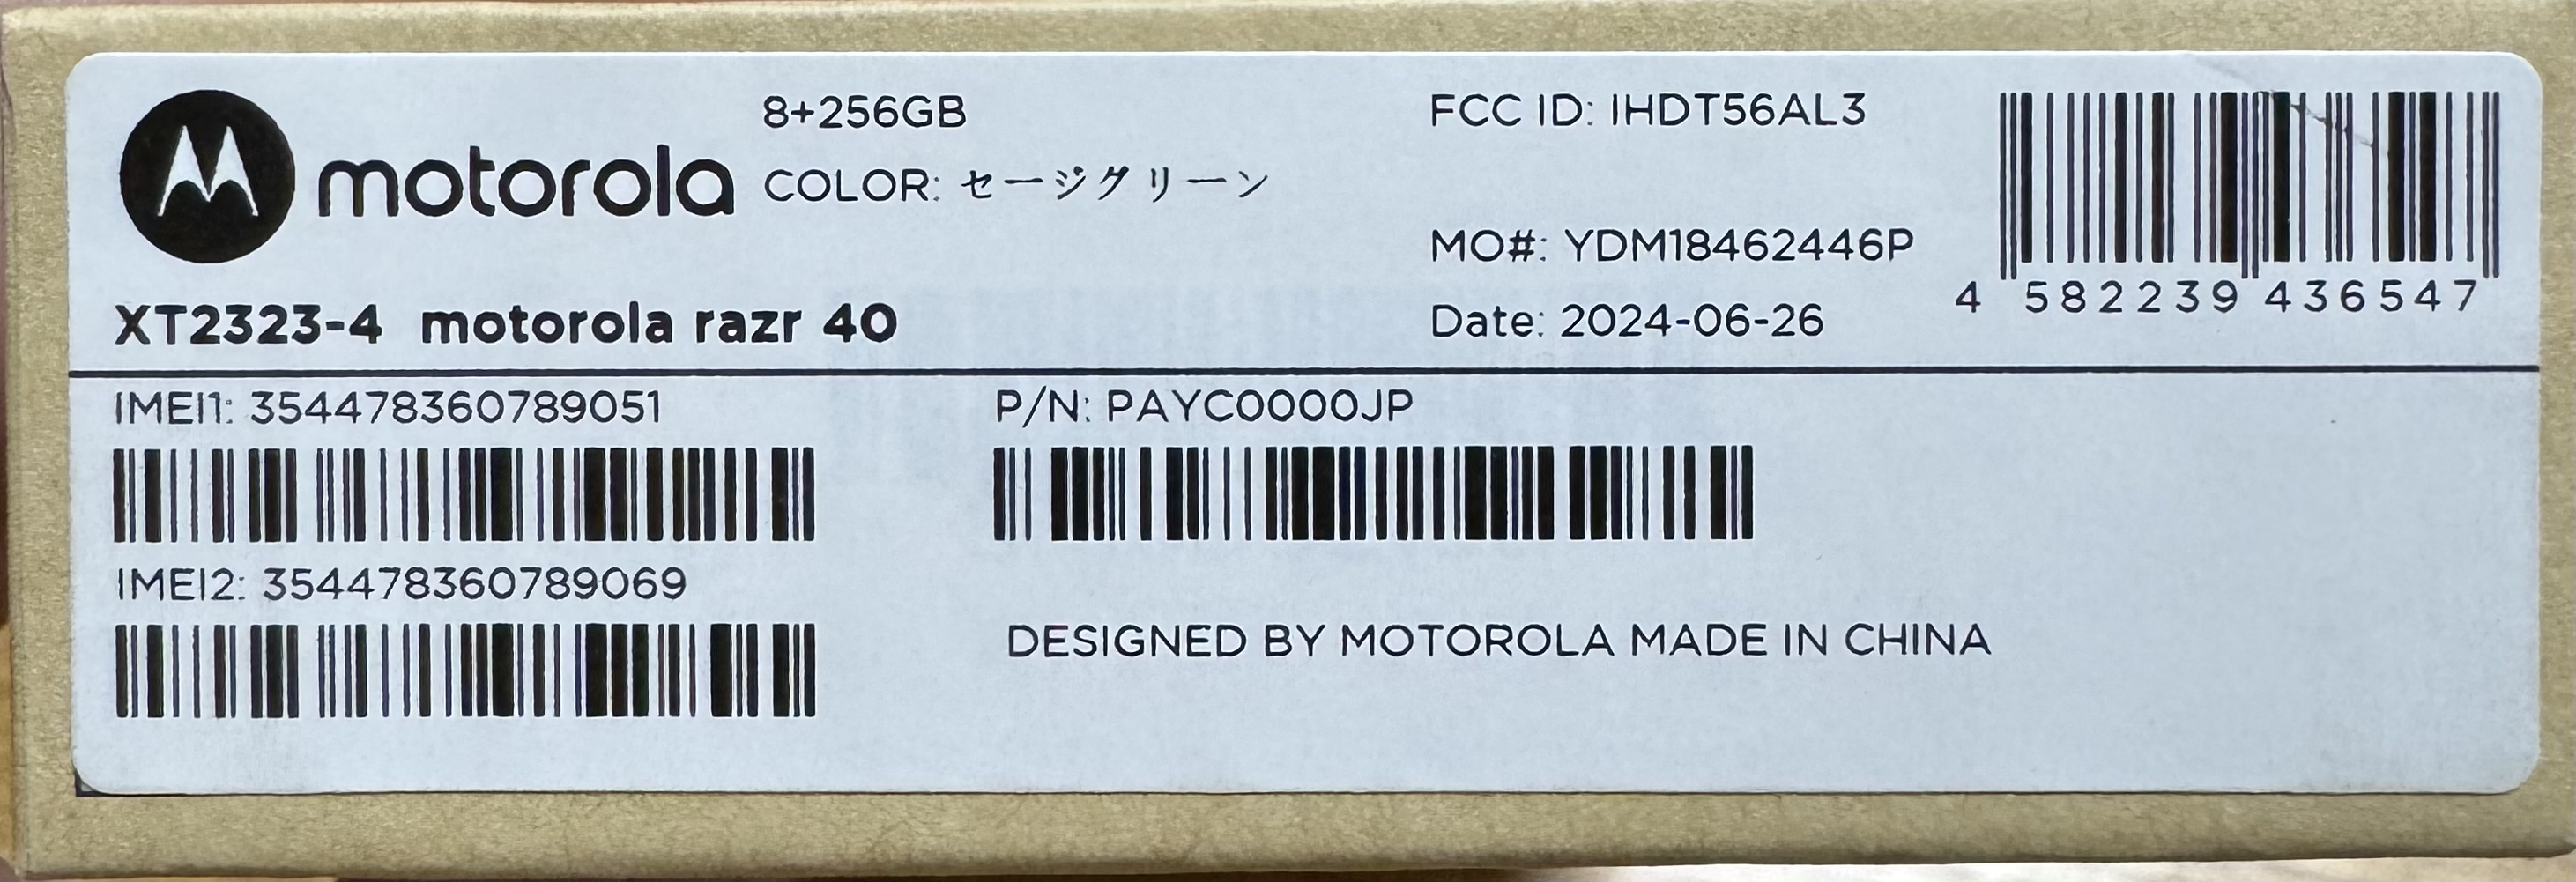 motorola
8+256GB
COLOR: セージグリーン
XT2323-4 motorola razr 40
FCC ID: IHDT56AL3
MO#: YDM18462446P
Date: 2024-06-26
4 582239 436547
IMEI1: 354478360789051
IMEI2: 354478360789069
P/N: PAYC0000JP
DESIGNED BY MOTOROLA MADE IN CHINA